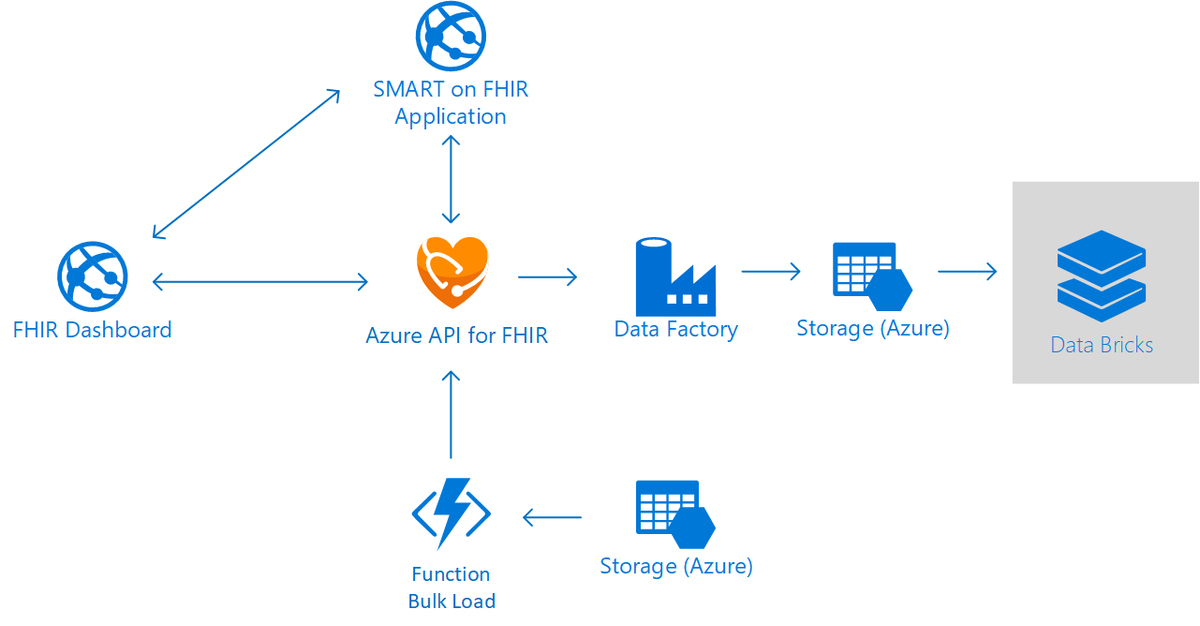 SMART on FHIR
Application
FHIR Dashboard
Azure API for FHIR
Data Factory
Storage (Azure)
Data Bricks
Function
Bulk Load
Storage (Azure)